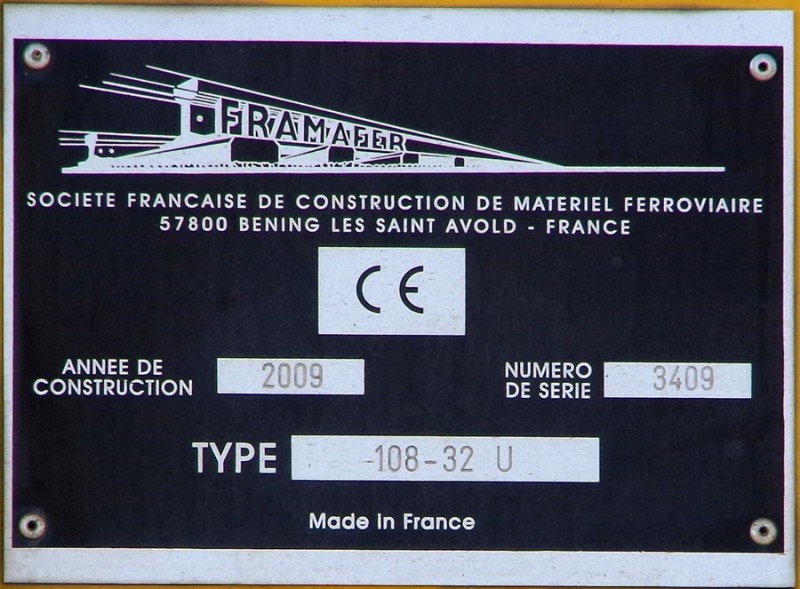 FRAMAFER
SOCIETE FRANCAISE DE CONSTRUCTION DE MATERIEL FERROVIAIRE
57800 BENING LES SAINT AVOLD - FRANCE
CE
ANNEE DE CONSTRUCTION 2009
NUMERO DE SERIE 3409
TYPE 108-32 U
Made in France